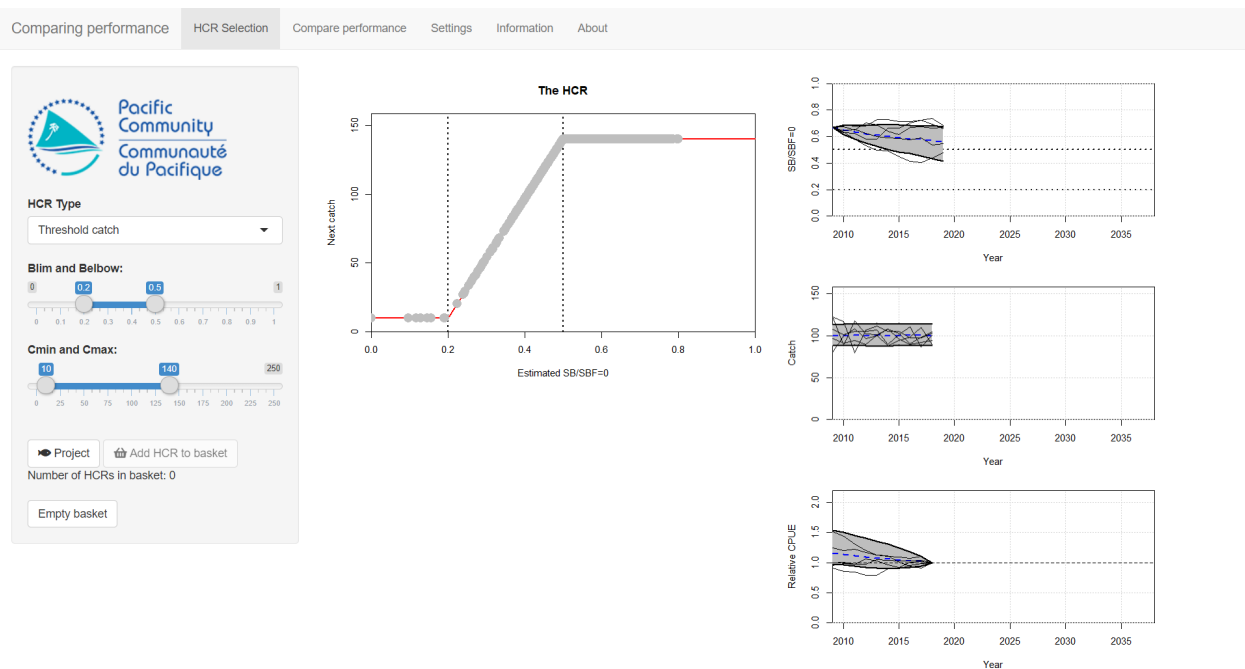 Comparing performance HCR Selection Compare performance Settings Information About
Pacific
Community
Communauté
du Pacifique
HCR Type
Threshold catch
Blim and Belbow:
0 0.2 0.5 1
0 0.1 0.2 0.3 0.4 0.5 0.6 0.7 0.8 0.9 1
Cmin and Cmax:
10 140 250
0 25 50 75 100 125 150 175 200 225 250
Project Add HCR to basket
Number of HCRs in basket: 0
Empty basket
The HCR
Next catch
150
100
50
0
0.0 0.2 0.4 0.6 0.8 1.0
Estimated SB/SBF=0
SB/SBF=0
1.0
0.8
0.6
0.4
0.2
0.0
2010 2015 2020 2025 2030 2035
Year
Catch
150
100
50
0
2010 2015 2020 2025 2030 2035
Year
Relative CPUE
2.0
1.5
1.0
0.5
0.0
2010 2015 2020 2025 2030 2035
Year